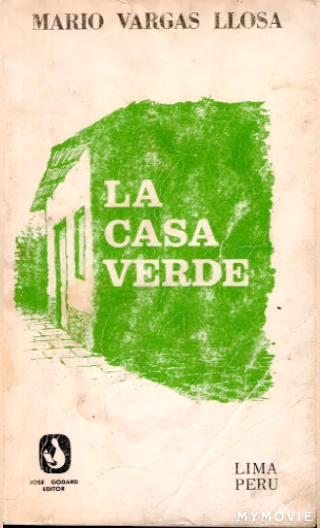 MARIO VARGAS LLOSA
LA
CASA
VERDE
JOSE GODARD
EDITOR
LIMA
PERU
MYMOVIE